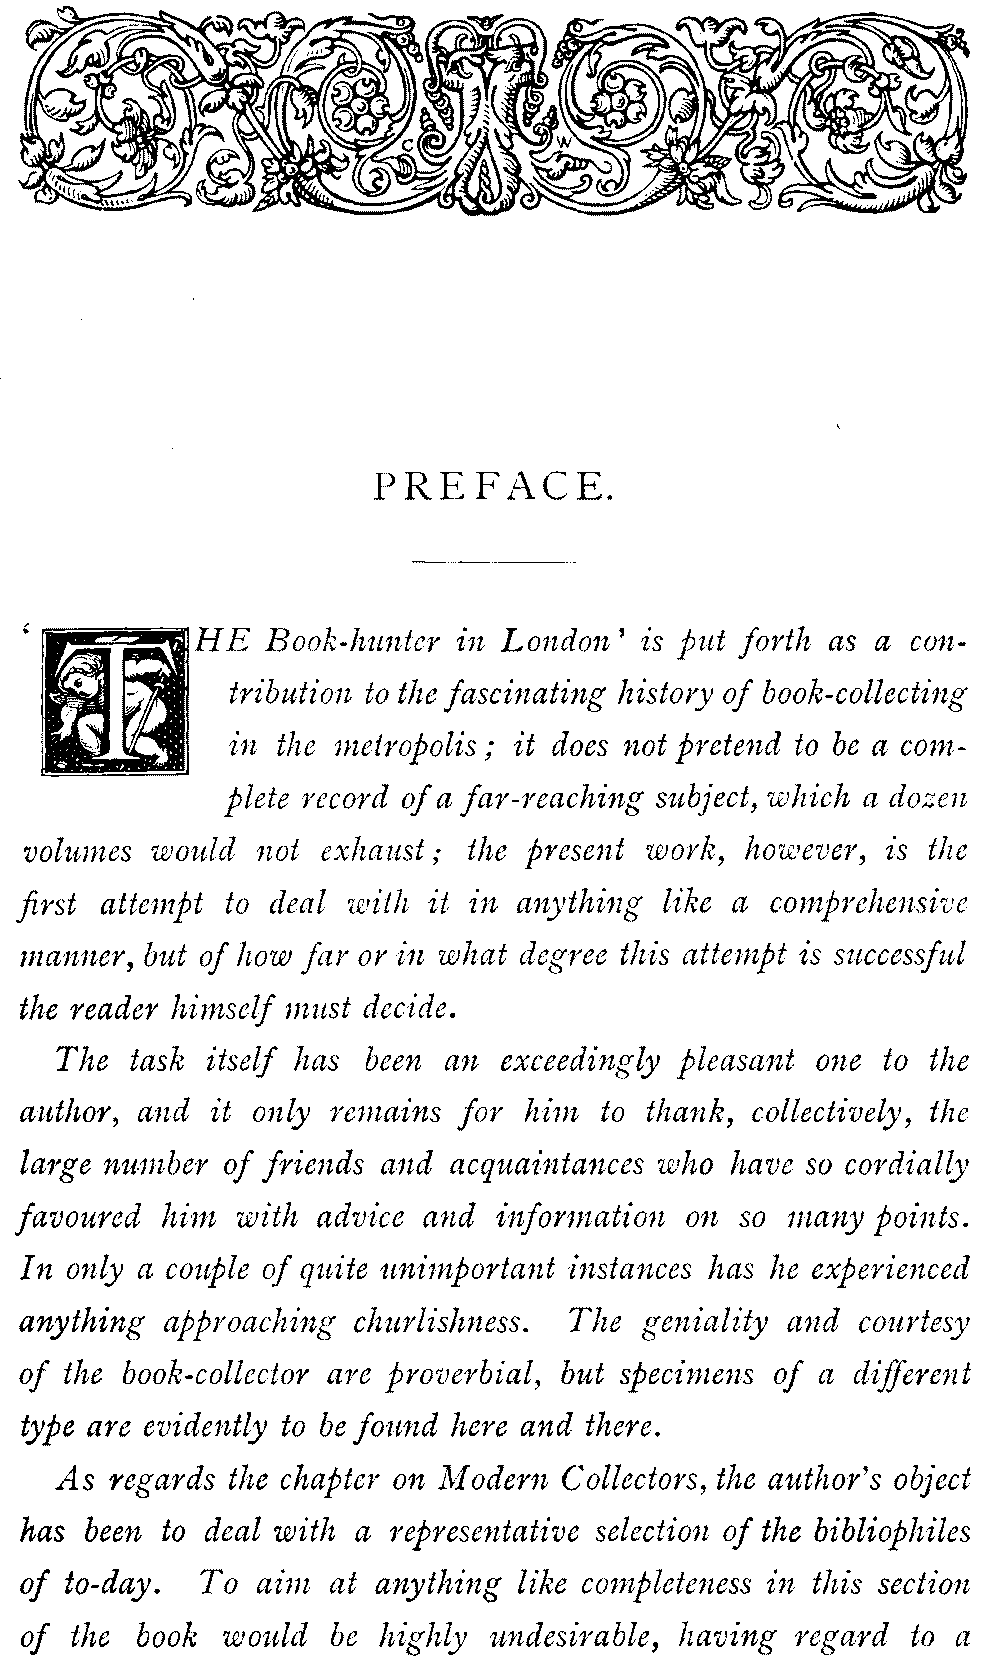 C W
PREFACE.
‘THE Book-hunter in London’ is put forth as a con-
tribution to the fascinating history of book-collecting
in the metropolis; it does not pretend to be a com-
plete record of a far-reaching subject, which a dozen
volumes would not exhaust; the present work, however, is the
first attempt to deal with it in anything like a comprehensive
manner, but of how far or in what degree this attempt is successful
the reader himself must decide.
The task itself has been an exceedingly pleasant one to the
author, and it only remains for him to thank, collectively, the
large number of friends and acquaintances who have so cordially
favoured him with advice and information on so many points.
In only a couple of quite unimportant instances has he experienced
anything approaching churlishness. The geniality and courtesy
of the book-collector are proverbial, but specimens of a different
type are evidently to be found here and there.
As regards the chapter on Modern Collectors, the author’s object
has been to deal with a representative selection of the bibliophiles
of to-day. To aim at anything like completeness in this section
of the book would be highly undesirable, having regard to a